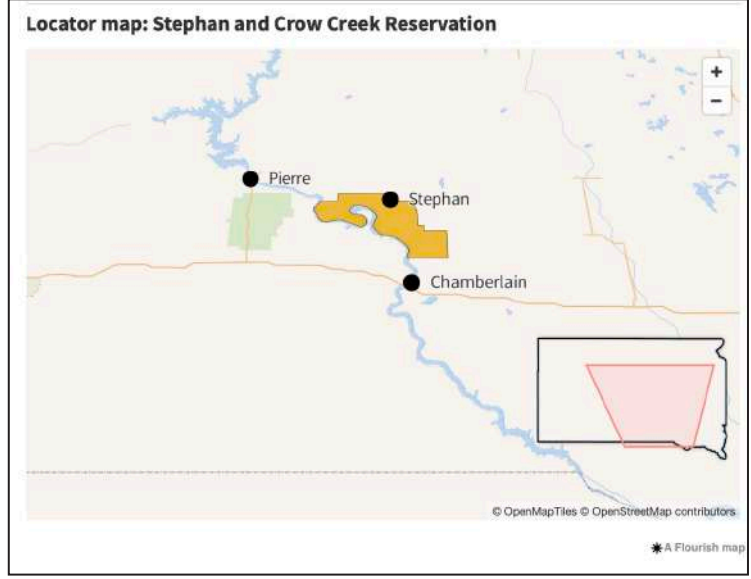 Locator map: Stephan and Crow Creek Reservation
+
−
Pierre
Stephan
Chamberlain
© OpenMapTiles © OpenStreetMap contributors
A Flourish map